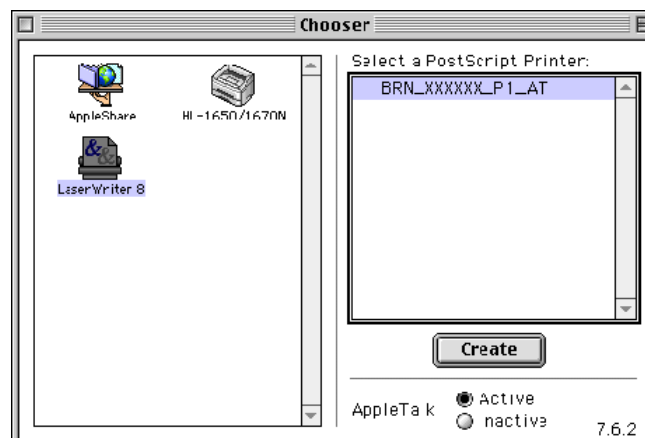 Chooser
AppleShare
HL-1650/1670N
LaserWriter 8
Select a PostScript Printer:
BRN_XXXXXX_P1_AT
Create
AppleTalk
Active
Inactive
7.6.2